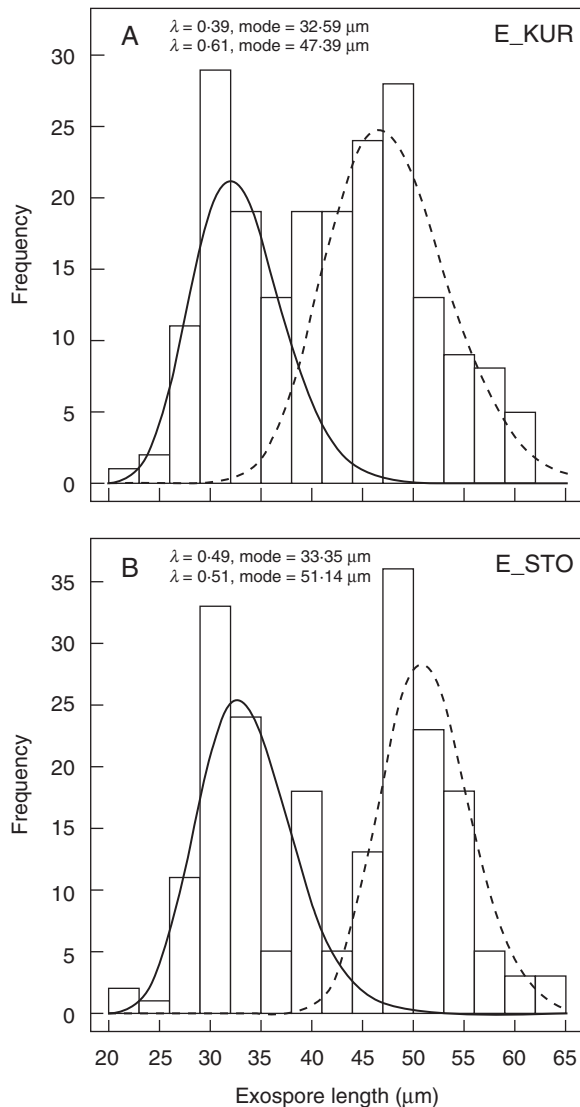 A
λ = 0·39, mode = 32·59 μm
λ = 0·61, mode = 47·39 μm
E_KUR
30
25
20
15
10
5
0
Frequency
B
λ = 0·49, mode = 33·35 μm
λ = 0·51, mode = 51·14 μm
E_STO
35
30
25
20
15
10
5
0
Frequency
20 25 30 35 40 45 50 55 60 65
Exospore length (μm)